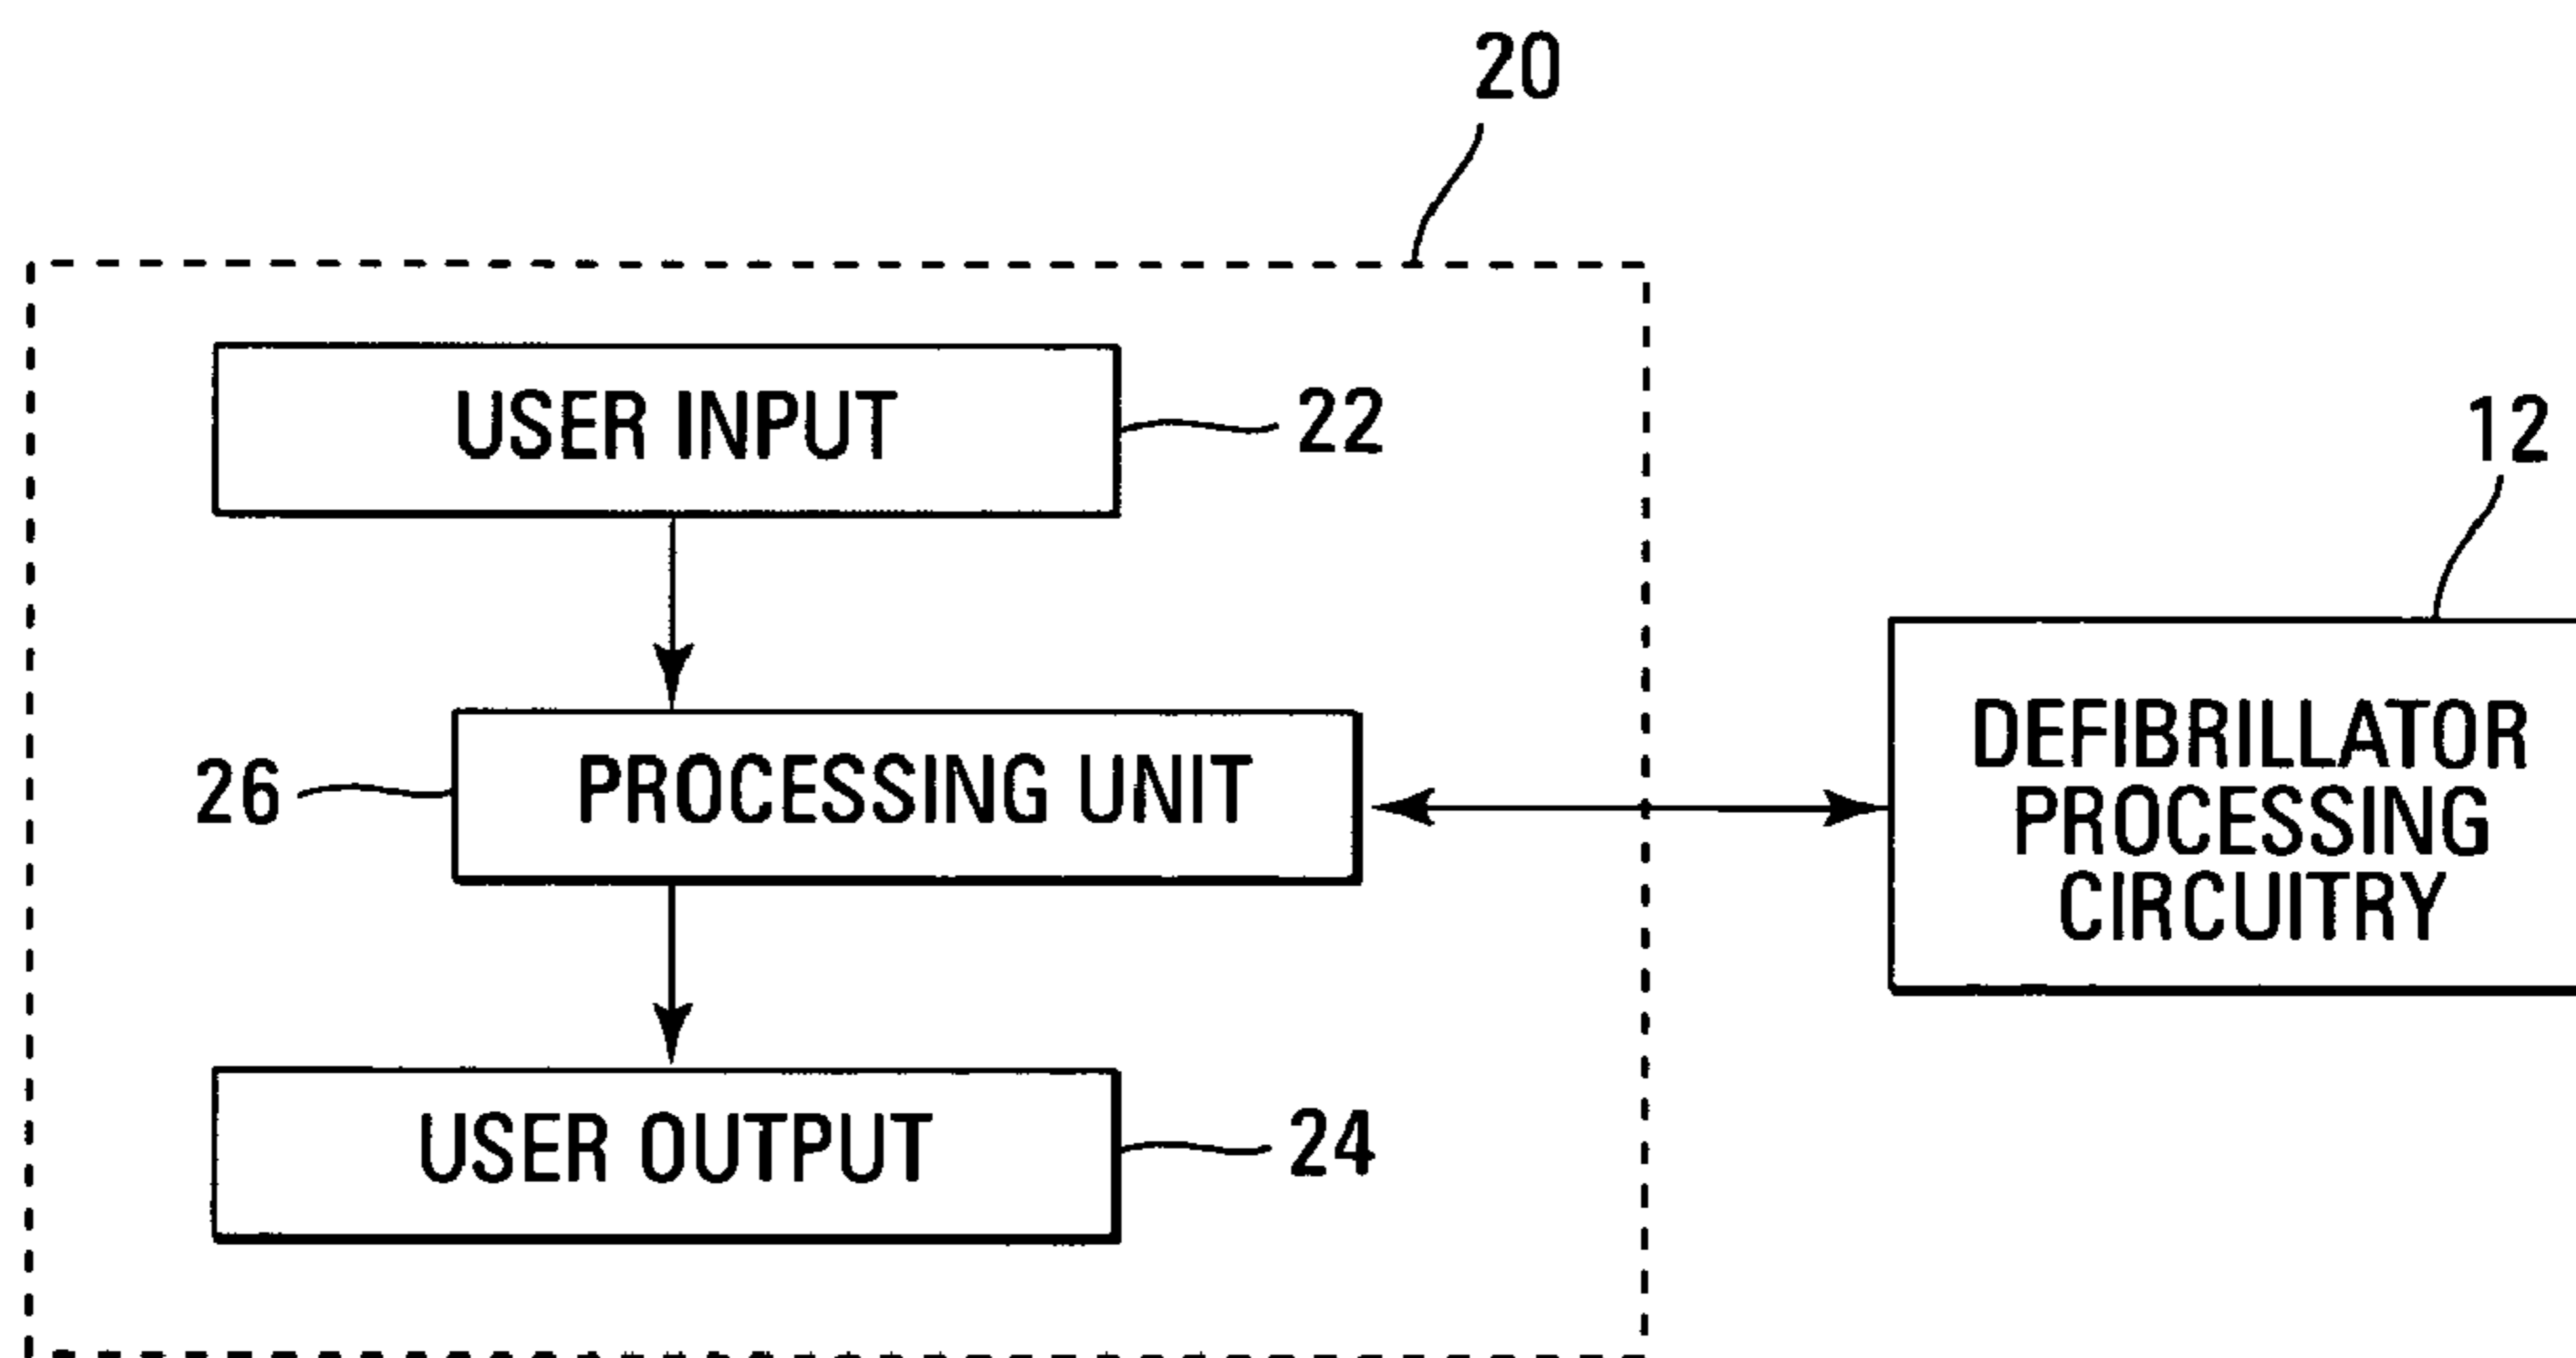 20
USER INPUT
22
12
26
PROCESSING UNIT
DEFIBRILLATOR
PROCESSING
CIRCUITRY
USER OUTPUT
24